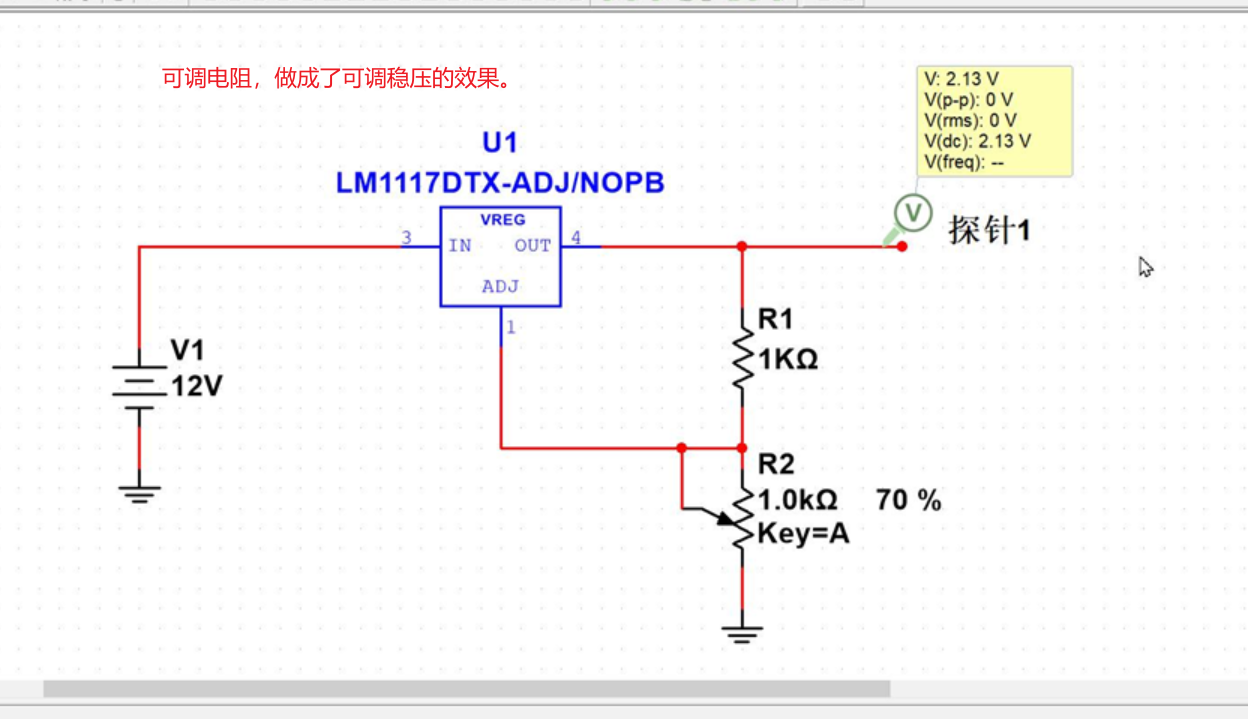 可调电阻，做成了可调稳压的效果。
V: 2.13 V
V(p-p): 0 V
V(rms): 0 V
V(dc): 2.13 V
V(freq): --
U1
LM1117DTX-ADJ/NOPB
VREG
3
IN
OUT
4
V
探针1
ADJ
1
R1
1KΩ
V1
12V
R2
1.0kΩ 70 %
Key=A